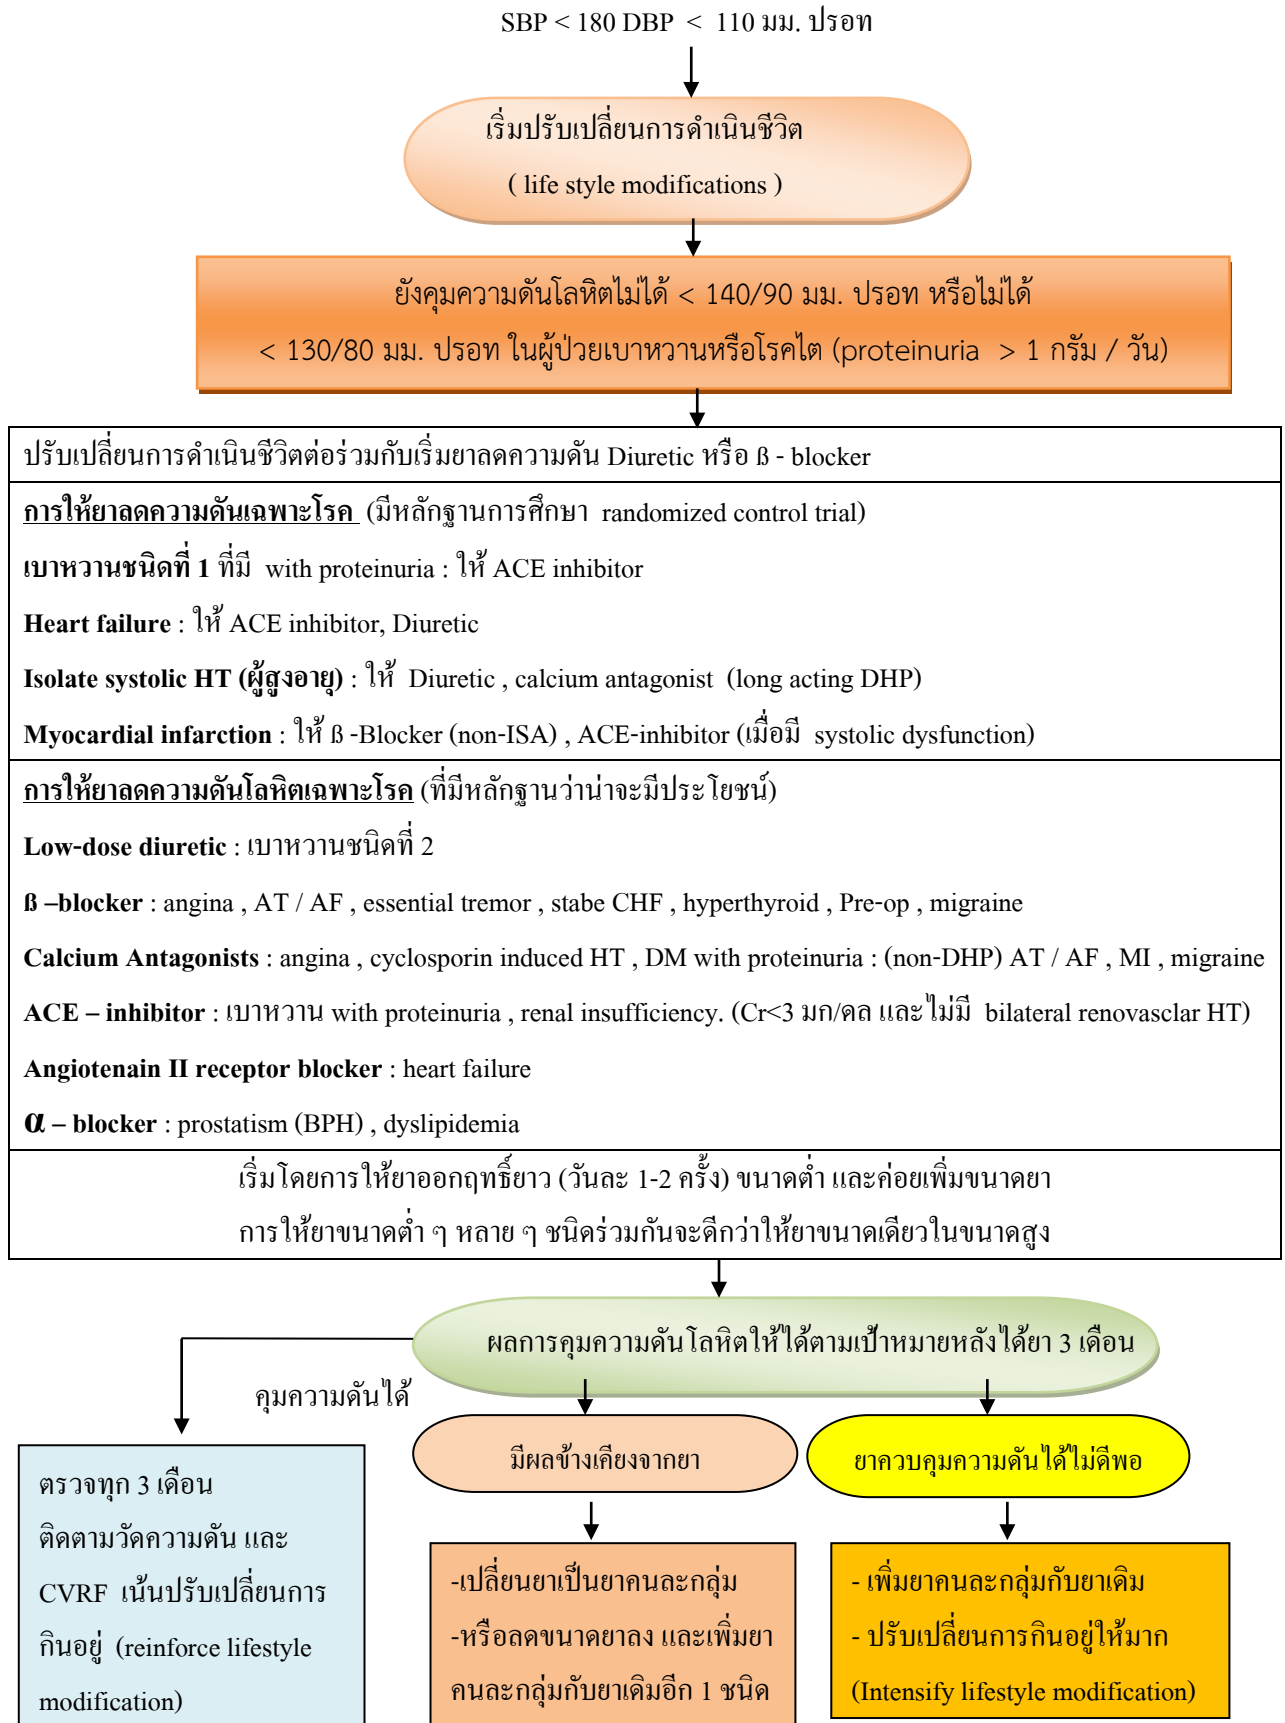 SBP < 180 DBP < 110 มม. ปรอท
เริ่มปรับเปลี่ยนการดำเนินชีวิต
( life style modifications )
ยังคุมความดันโลหิตไม่ได้ < 140/90 มม. ปรอท หรือไม่ได้
< 130/80 มม. ปรอท ในผู้ป่วยเบาหวานหรือโรคไต (proteinuria > 1 กรัม / วัน)
ปรับเปลี่ยนการดำเนินชีวิตต่อร่วมกับเริ่มยาลดความดัน Diuretic หรือ ß - blocker
การให้ยาลดความดันเฉพาะโรค (มีหลักฐานการศึกษา randomized control trial)
เบาหวานชนิดที่ 1 ที่มี with proteinuria : ให้ ACE inhibitor
Heart failure : ให้ ACE inhibitor, Diuretic
Isolate systolic HT (ผู้สูงอายุ) : ให้ Diuretic , calcium antagonist (long acting DHP)
Myocardial infarction : ให้ ß -Blocker (non-ISA) , ACE-inhibitor (เมื่อมี systolic dysfunction)
การให้ยาลดความดันโลหิตเฉพาะโรค (ที่มีหลักฐานว่าน่าจะมีประโยชน์)
Low-dose diuretic : เบาหวานชนิดที่ 2
ß –blocker : angina , AT / AF , essential tremor , stabe CHF , hyperthyroid , Pre-op , migraine
Calcium Antagonists : angina , cyclosporin induced HT , DM with proteinuria : (non-DHP) AT / AF , MI , migraine
ACE – inhibitor : เบาหวาน with proteinuria , renal insufficiency. (Cr<3 มก/ดล และไม่มี bilateral renovasclar HT)
Angiotenain II receptor blocker : heart failure
α – blocker : prostatism (BPH) , dyslipidemia
เริ่มโดยการให้ยาออกฤทธิ์ยาว (วันละ 1-2 ครั้ง) ขนาดต่ำ และค่อยเพิ่มขนาดยา
การให้ยาขนาดต่ำ ๆ หลาย ๆ ชนิดร่วมกันจะดีกว่าให้ยาขนาดเดียวในขนาดสูง
ผลการคุมความดันโลหิตให้ได้ตามเป้าหมายหลังได้ยา 3 เดือน
คุมความดันได้
มีผลข้างเคียงจากยา
ยาควบคุมความดันได้ไม่ดีพอ
ตรวจทุก 3 เดือน
ติดตามวัดความดัน และ
CVRF เน้นปรับเปลี่ยนการ
กินอยู่ (reinforce lifestyle
modification)
-เปลี่ยนยาเป็นยาคนละกลุ่ม
-หรือลดขนาดยาลง และเพิ่มยา
คนละกลุ่มกับยาเดิมอีก 1 ชนิด
- เพิ่มยาคนละกลุ่มกับยาเดิม
- ปรับเปลี่ยนการกินอยู่ให้มาก
(Intensify lifestyle modification)